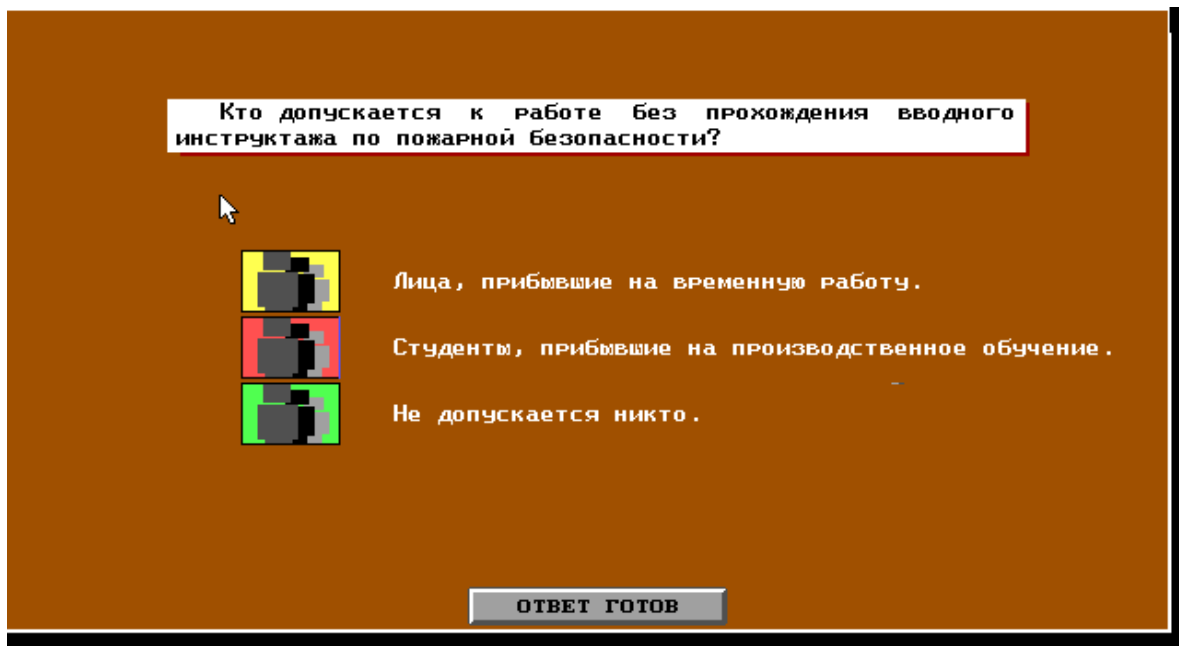 Кто допускается к работе без прохождения вводного
инструктажа по пожарной безопасности?
Лица, прибывшие на временную работу.
Студенты, прибывшие на производственное обучение.
Не допускается никто.
ОТВЕТ ГОТОВ